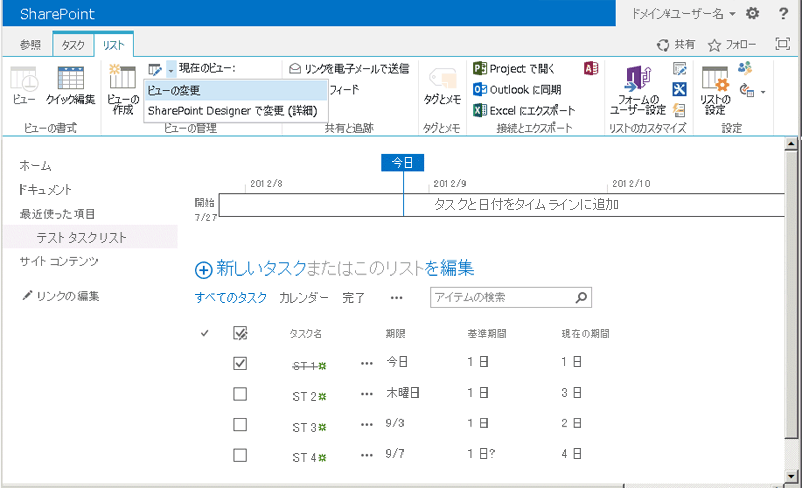 SharePoint
ドメイン¥ユーザー名
?
参照 タスク リスト 共有 フォロー
現在のビュー:
ビューの変更
SharePoint Designer で変更 (詳細)
ビュー クイック編集
ビューの書式
ビューの
作成
ビューの管理
リンクを電子メールで送信
フィード
共有と追跡
タグとメモ
タグとメモ
Project で開く
Outlook に同期
Excel にエクスポート
接続とエクスポート
フォームの
ユーザー設定
リストのカスタマイズ
リストの
設定
設定
ホーム
ドキュメント
最近使った項目
テスト タスクリスト
サイト コンテンツ
リンクの編集
今日
2012/8 2012/9 2012/10
開始
7/27
タスクと日付をタイム ラインに追加
新しいタスクまたはこのリストを編集
すべてのタスク カレンダー 完了 ••• アイテムの検索
タスク名 期限 基準期間 現在の期間
ST 1 ••• 今日 1 日 1 日
ST 2 ••• 木曜日 1 日 3 日
ST 3 ••• 9/3 1 日 2 日
ST 4 ••• 9/7 1 日? 4 日